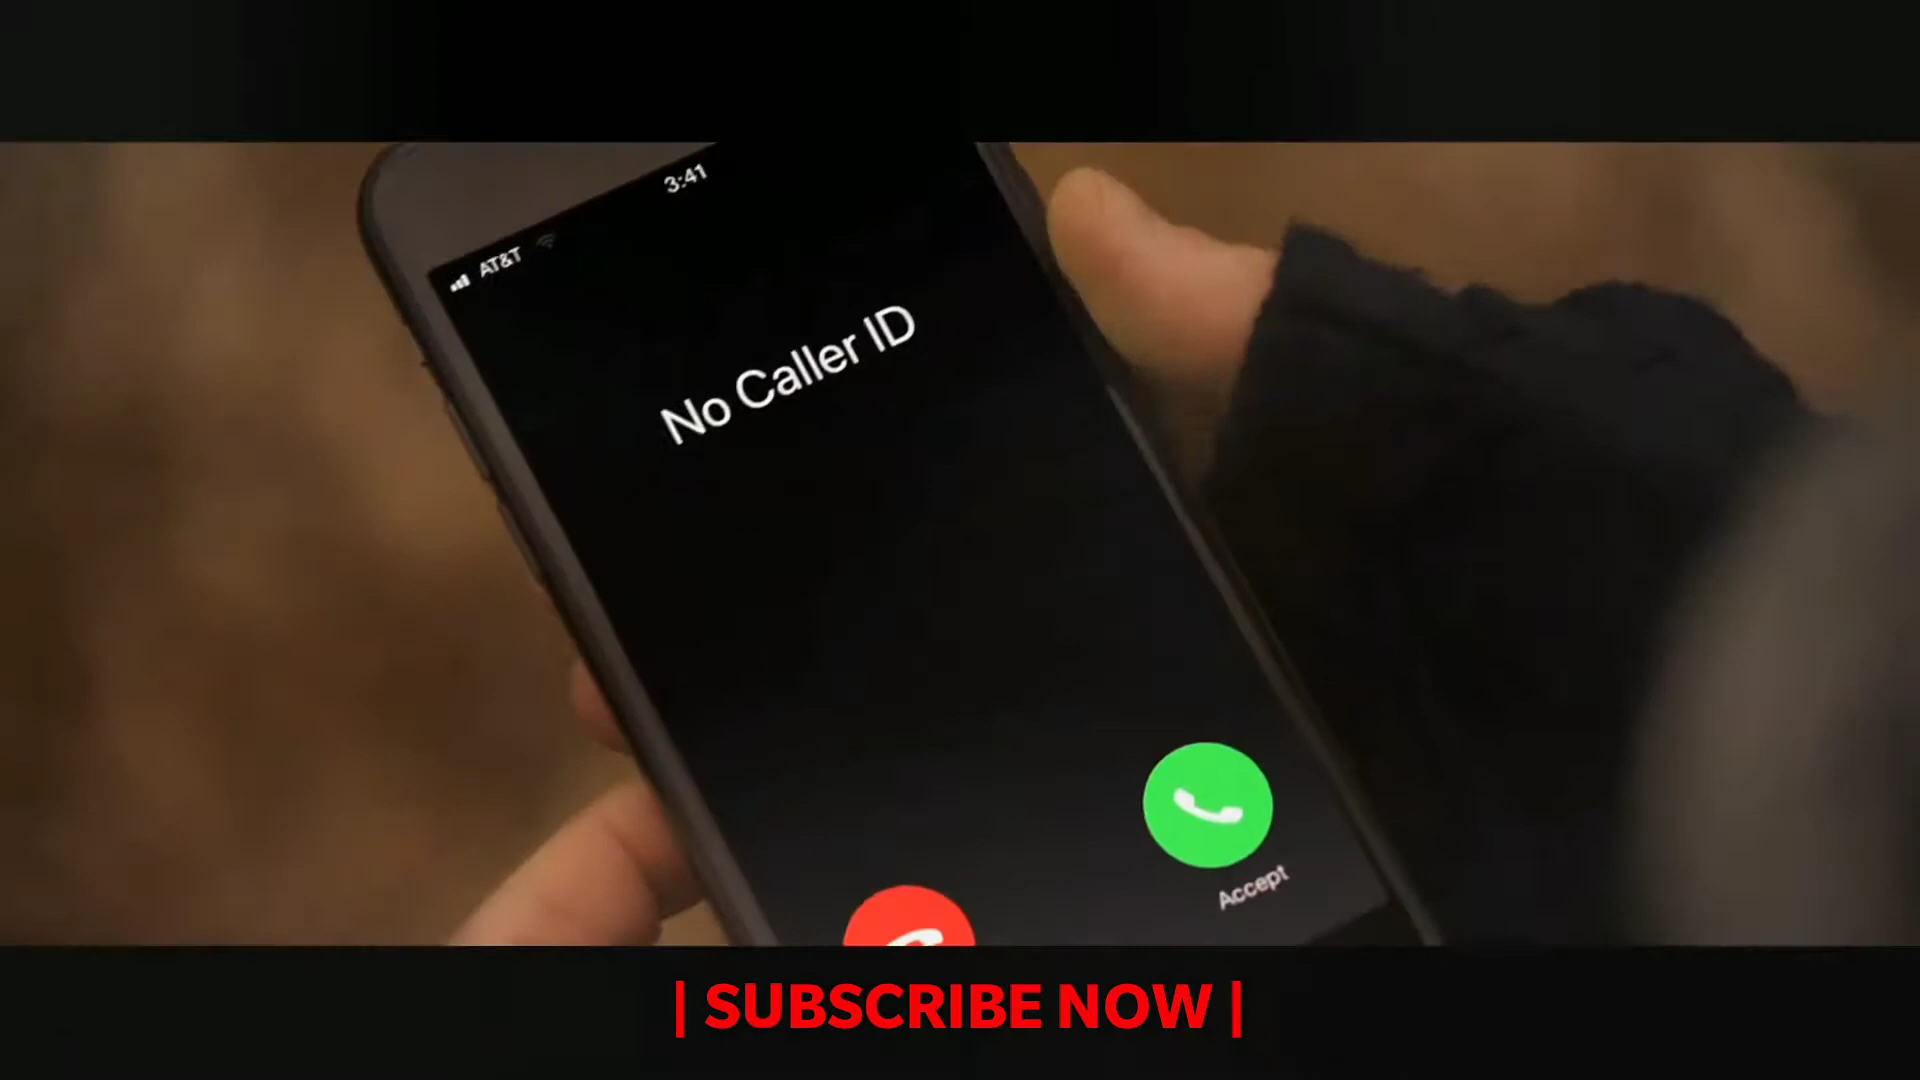 3:41
AT&T
No Caller ID
Accept
| SUBSCRIBE NOW |